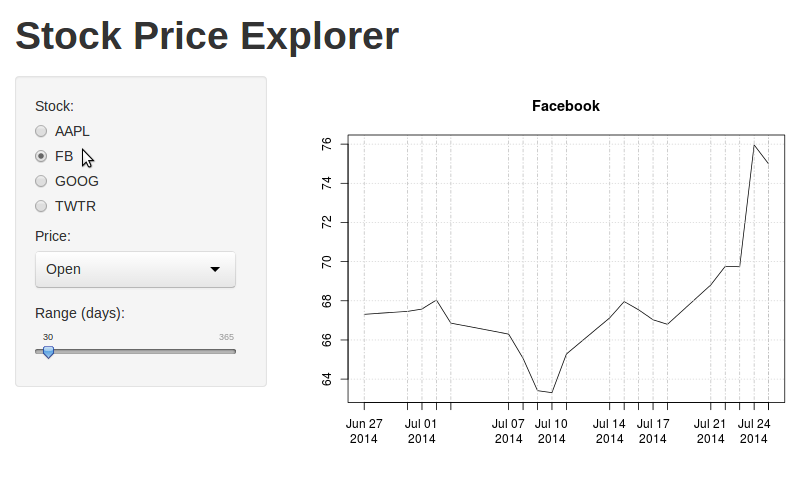 Stock Price Explorer
Stock:
AAPL
FB
GOOG
TWTR
Price:
Open
Range (days):
30 365
Facebook
76
74
72
70
68
66
64
Jun 27 Jul 01 Jul 07 Jul 10 Jul 14 Jul 17 Jul 21 Jul 24
2014 2014 2014 2014 2014 2014 2014 2014